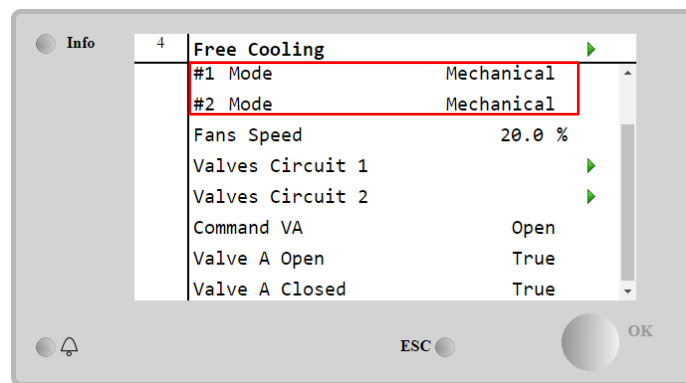 Info
4 Free Cooling
#1 Mode Mechanical
#2 Mode Mechanical
Fans Speed 20.0 %
Valves Circuit 1
Valves Circuit 2
Command VA Open
Valve A Open True
Valve A Closed True
ESC
OK